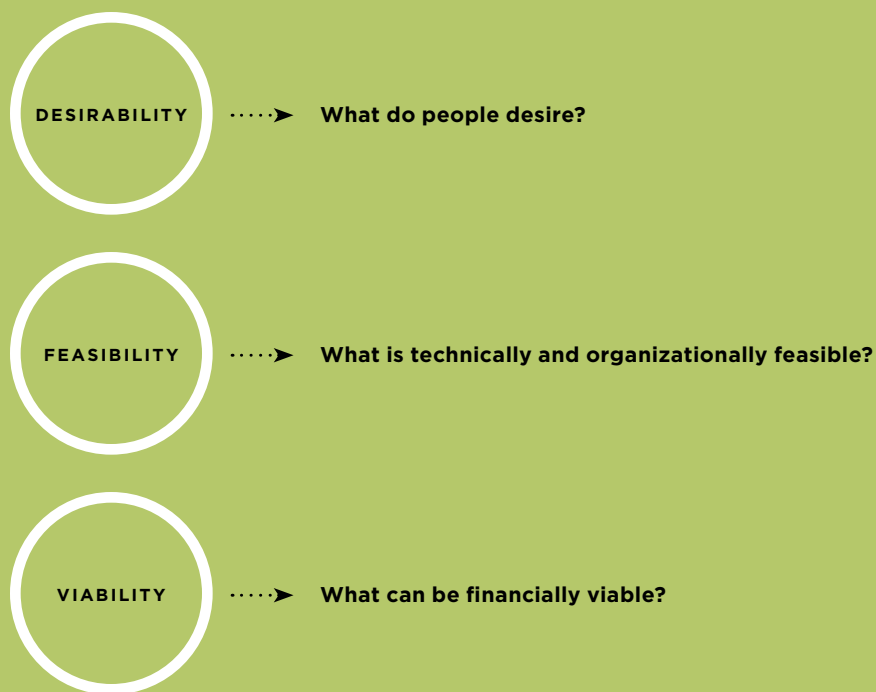 DESIRABILITY
What do people desire?
FEASIBILITY
What is technically and organizationally feasible?
VIABILITY
What can be financially viable?